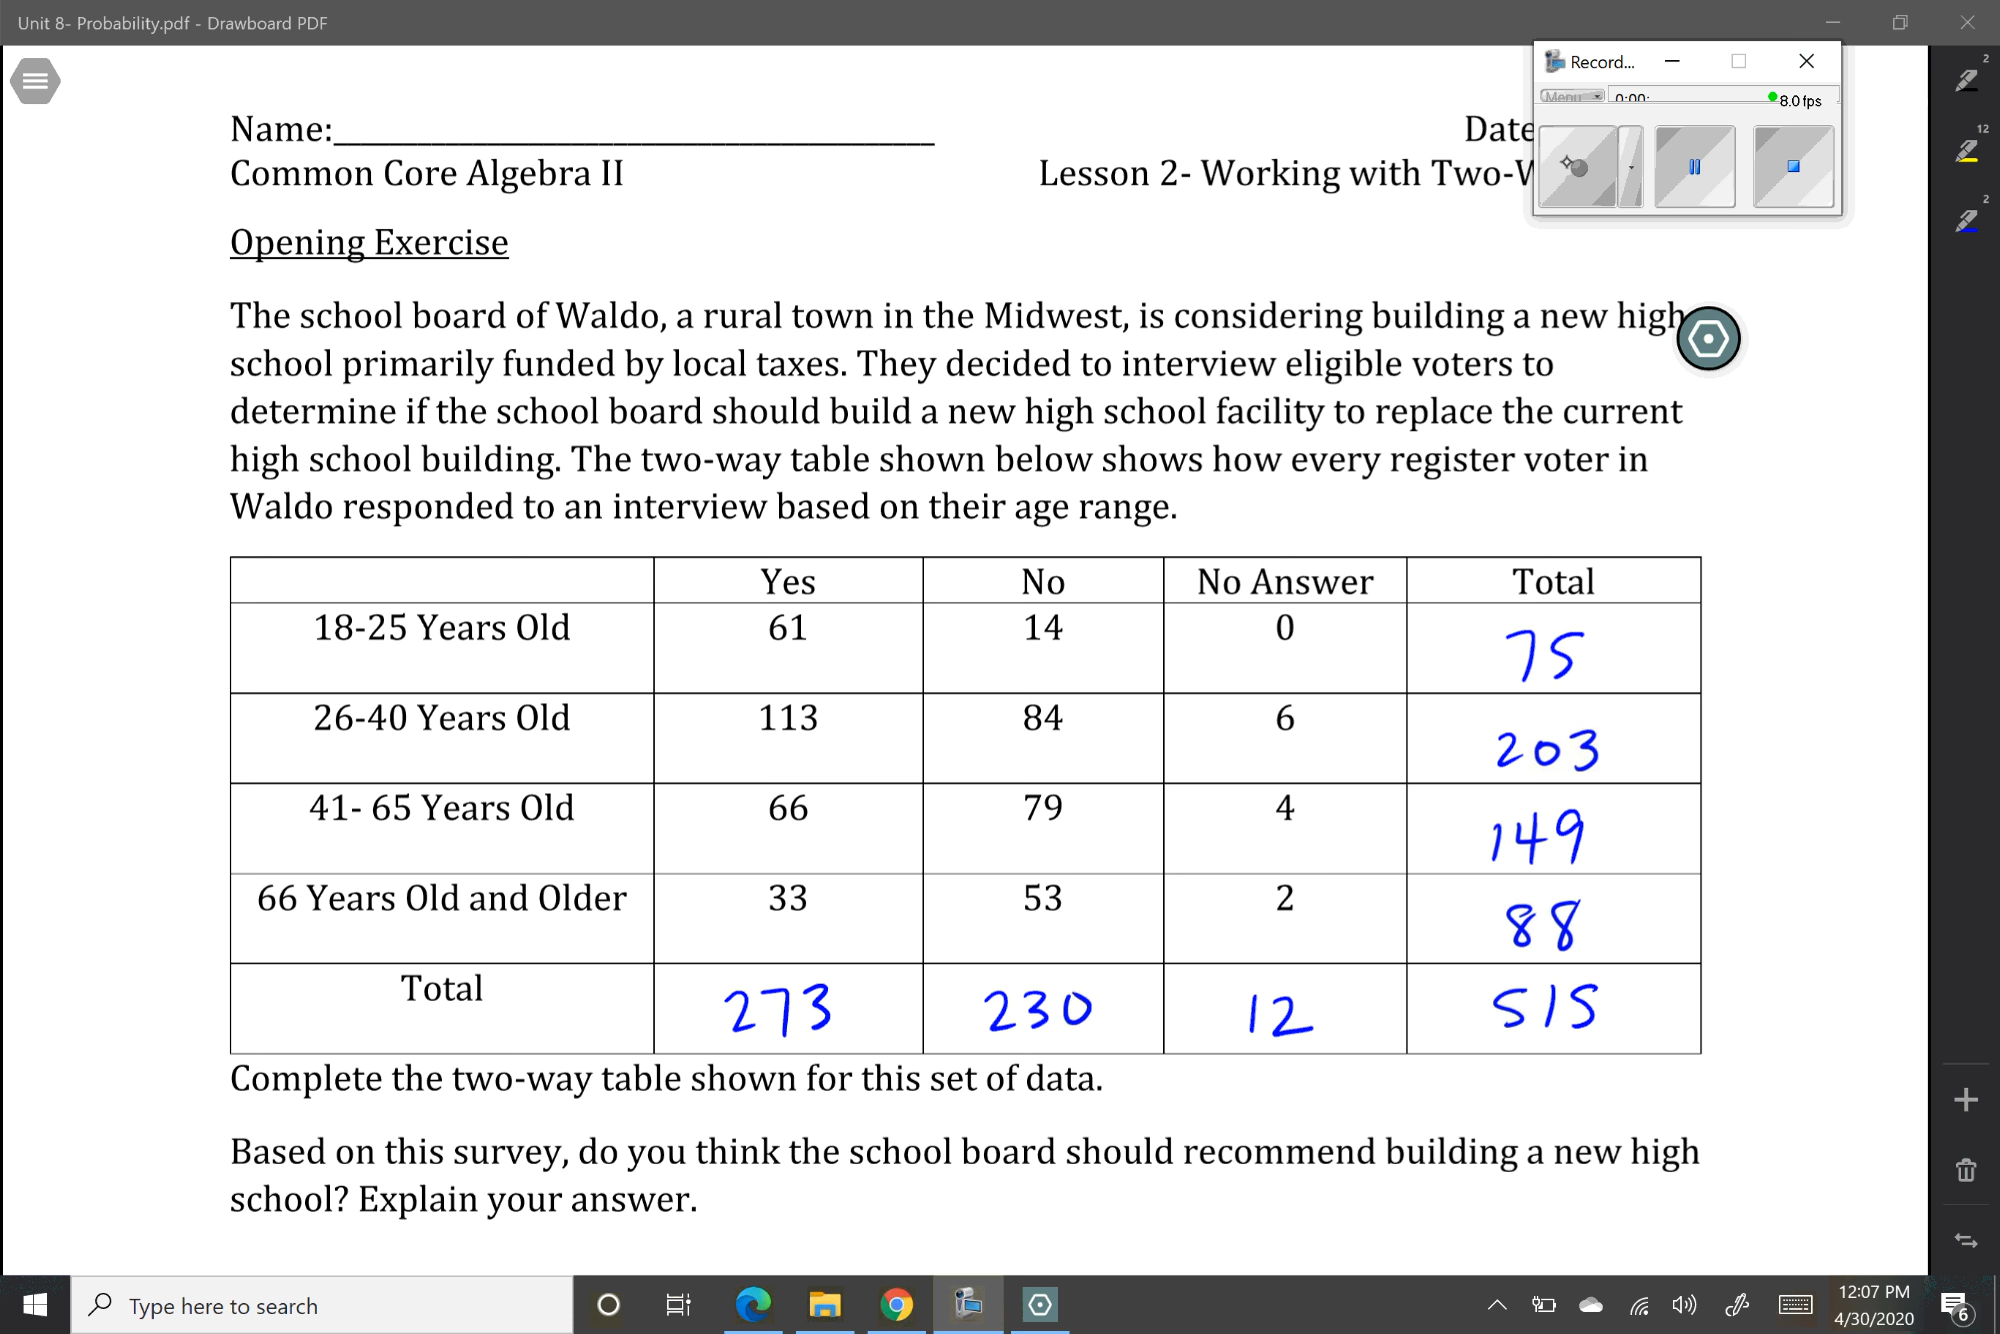 Unit 8- Probability.pdf - Drawboard PDF
Record...
Menu
0:00:
8.0 fps
2
12
2
Name:
Date
Common Core Algebra II
Lesson 2- Working with Two-W
Opening Exercise
The school board of Waldo, a rural town in the Midwest, is considering building a new high
school primarily funded by local taxes. They decided to interview eligible voters to
determine if the school board should build a new high school facility to replace the current
high school building. The two-way table shown below shows how every register voter in
Waldo responded to an interview based on their age range.
Yes No No Answer Total
18-25 Years Old 61 14 0 75
26-40 Years Old 113 84 6 203
41- 65 Years Old 66 79 4 149
66 Years Old and Older 33 53 2 88
Total 273 230 12 515
Complete the two-way table shown for this set of data.
Based on this survey, do you think the school board should recommend building a new high
school? Explain your answer.
Type here to search
12:07 PM
4/30/2020
6